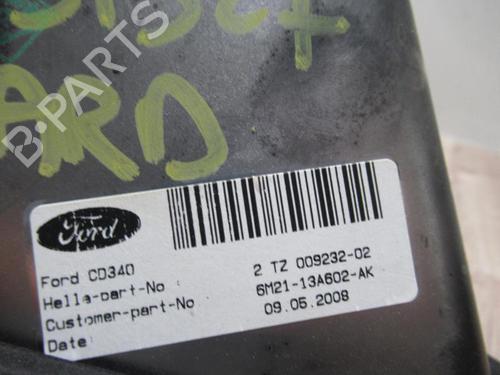 ARD
B-PARTS
Ford
Ford CD340
Hella-part-No 2 TZ 009232-02
Customer-part-No 6M21-13A602-AK
Date: 09.05.2008